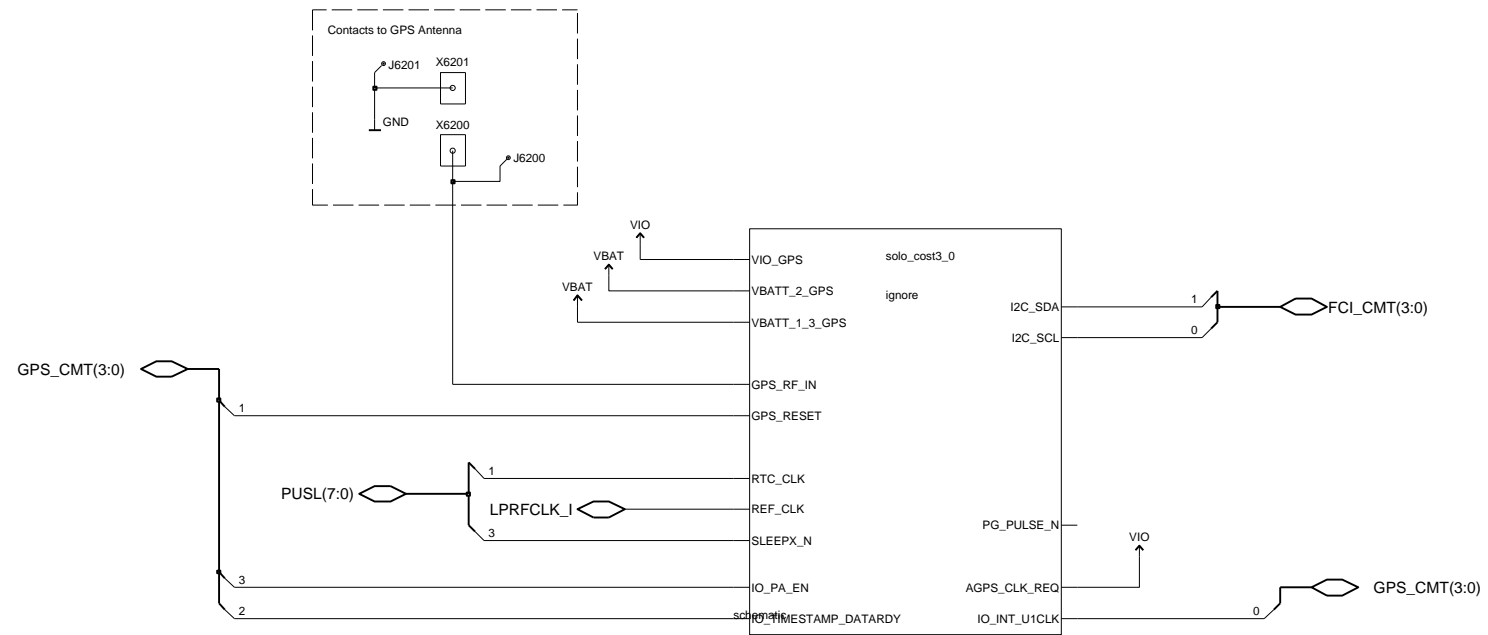 Contacts to GPS Antenna
J6201
X6201
GND
X6200
J6200
VIO
VBAT
VBAT
VIO_GPS
solo_cost3_0
VBATT_2_GPS
ignore
VBATT_1_3_GPS
I2C_SDA
1
FCI_CMT(3:0)
I2C_SCL
0
GPS_CMT(3:0)
GPS_RF_IN
1
GPS_RESET
PUSL(7:0)
1
RTC_CLK
LPRFCLK_I
REF_CLK
3
SLEEPX_N
PG_PULSE_N
VIO
3
IO_PA_EN
AGPS_CLK_REQ
GPS_CMT(3:0)
2
schematic
IO_TIMESTAMP_DATARDY
IO_INT_U1CLK
0